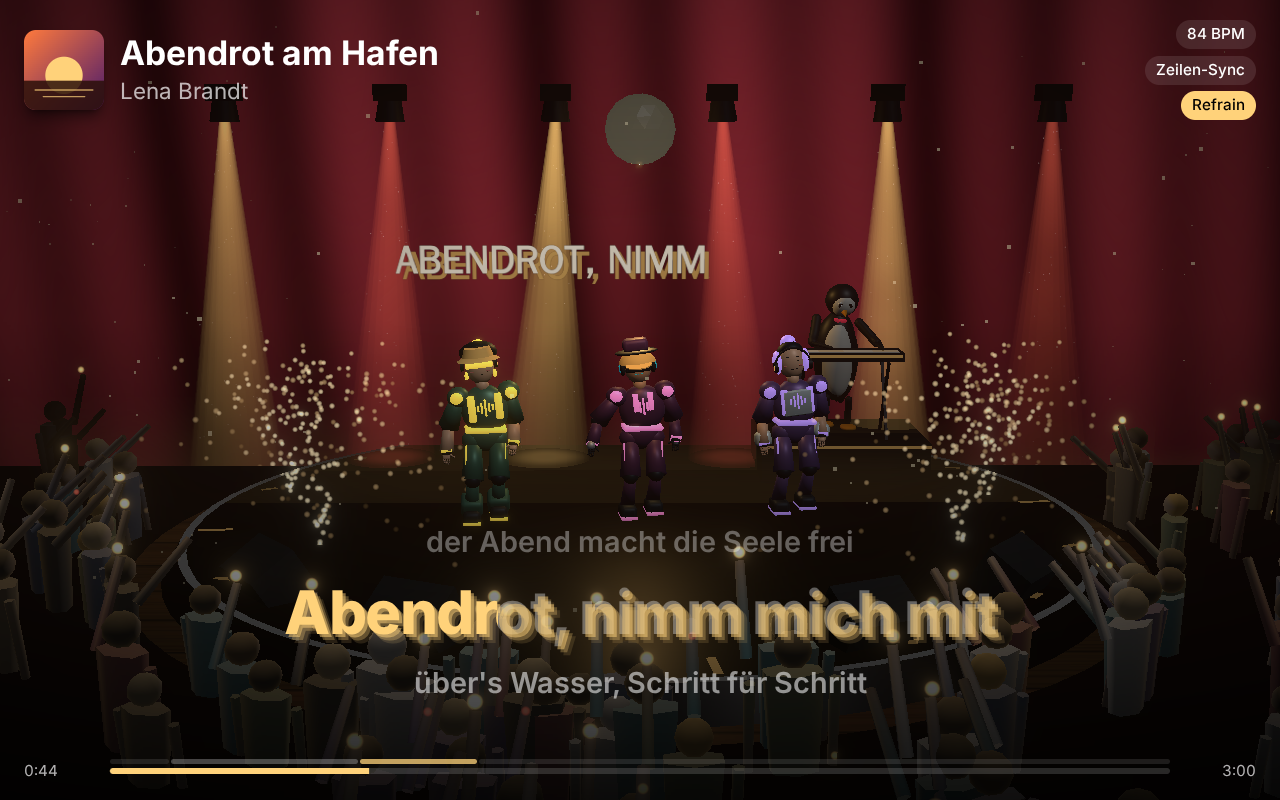 Abendrot am Hafen
Lena Brandt
84 BPM
Zeilen-Sync
Refrain
ABENDROT, NIMM
der Abend macht die Seele frei
Abendrot, nimm mich mit
über's Wasser, Schritt für Schritt
0:44
3:00